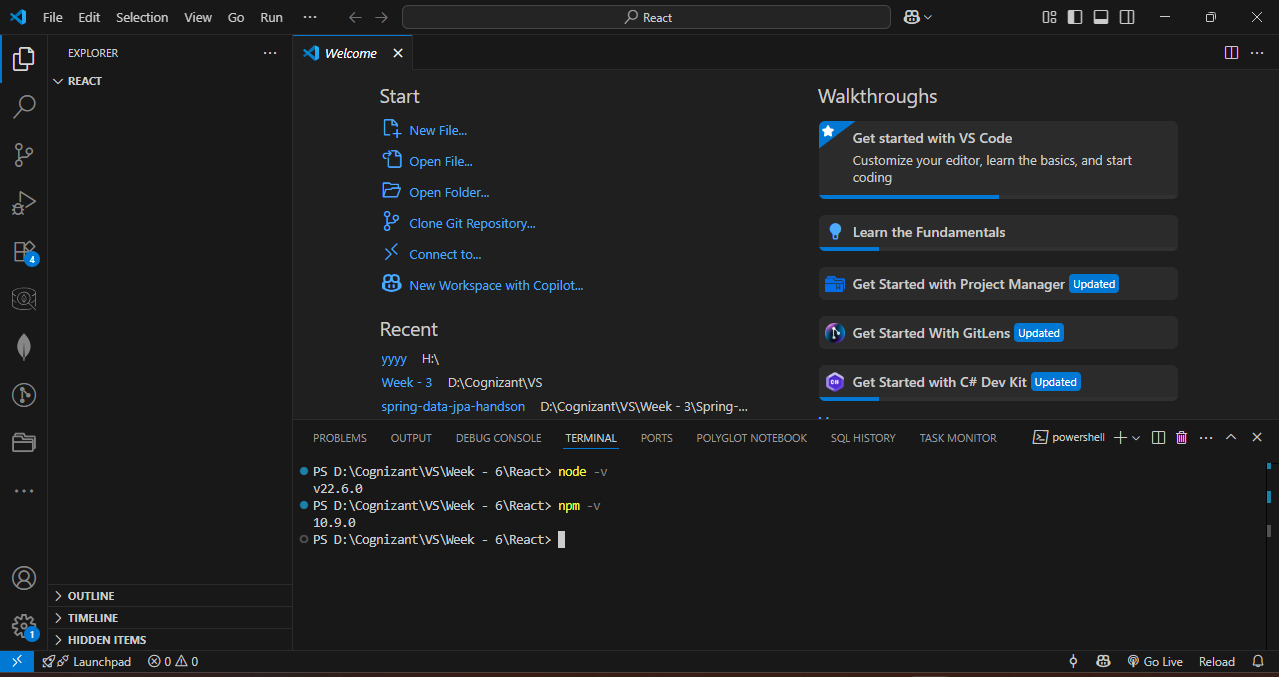 File Edit Selection View Go Run ···
React
EXPLORER
REACT
Welcome
Start
New File...
Open File...
Open Folder...
Clone Git Repository...
Connect to...
New Workspace with Copilot...
Recent
yyyy H:\
Week - 3 D:\Cognizant\VS
spring-data-jpa-handson D:\Cognizant\VS\Week - 3\Spring-...
Walkthroughs
Get started with VS Code
Customize your editor, learn the basics, and start
coding
Learn the Fundamentals
Get Started with Project Manager Updated
Get Started With GitLens Updated
Get Started with C# Dev Kit Updated
4
PROBLEMS OUTPUT DEBUG CONSOLE TERMINAL PORTS POLYGLOT NOTEBOOK SQL HISTORY TASK MONITOR powershell
PS D:\Cognizant\VS\Week - 6\React> node -v
v22.6.0
PS D:\Cognizant\VS\Week - 6\React> npm -v
10.9.0
PS D:\Cognizant\VS\Week - 6\React>
OUTLINE
TIMELINE
HIDDEN ITEMS
1
Launchpad 0 0 Go Live Reload